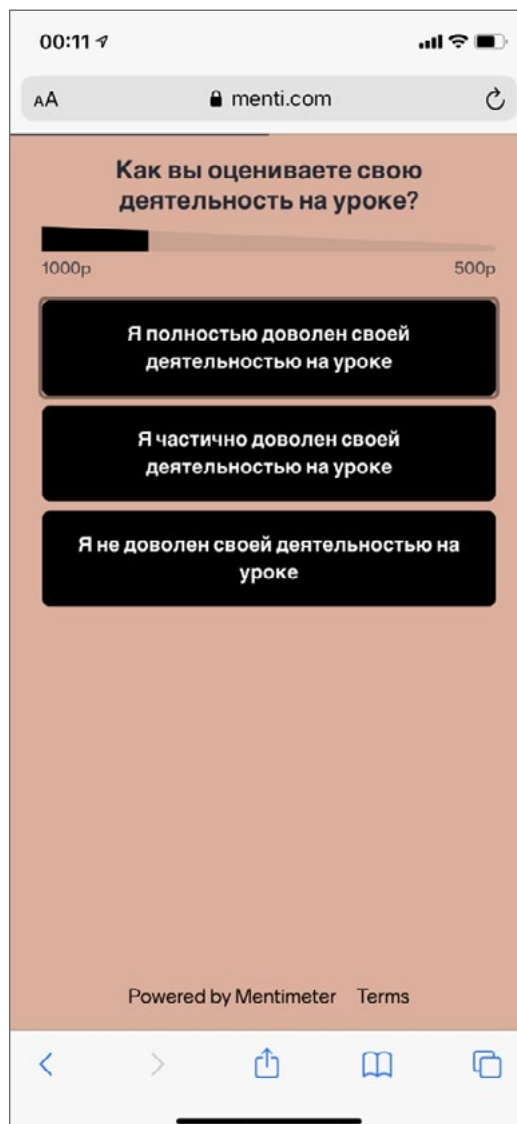 00:11
AA menti.com
Как вы оцениваете свою
деятельность на уроке?
1000p 500p
Я полностью доволен своей
деятельностью на уроке
Я частично доволен своей
деятельностью на уроке
Я не доволен своей деятельностью на
уроке
Powered by Mentimeter Terms